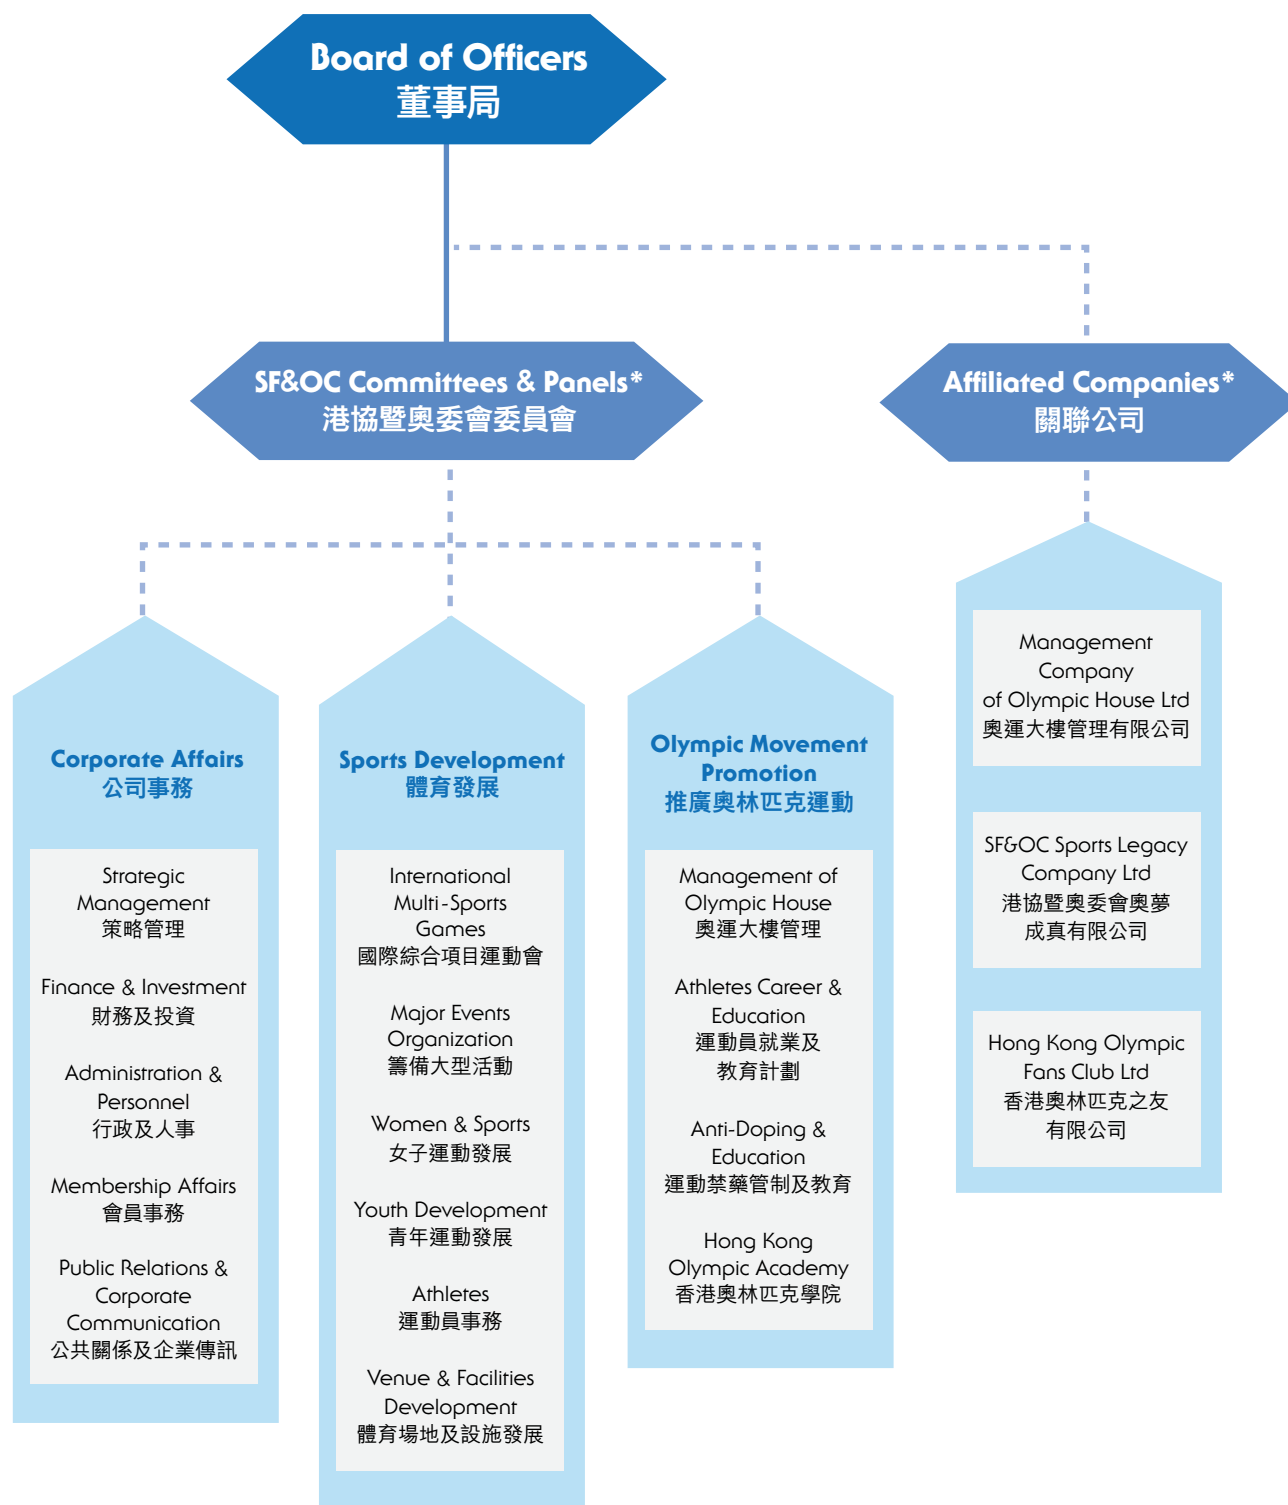 Board of Officers
董事局
SF&OC Committees & Panels*
港協暨奧委會委員會
Affiliated Companies*
關聯公司
Corporate Affairs
公司事務
Strategic
Management
策略管理
Finance & Investment
財務及投資
Administration &
Personnel
行政及人事
Membership Affairs
會員事務
Public Relations &
Corporate
Communication
公共關係及企業傳訊
Sports Development
體育發展
International
Multi-Sports
Games
國際綜合項目運動會
Major Events
Organization
籌備大型活動
Women & Sports
女子運動發展
Youth Development
青年運動發展
Athletes
運動員事務
Venue & Facilities
Development
體育場地及設施發展
Olympic Movement
Promotion
推廣奧林匹克運動
Management of
Olympic House
奧運大樓管理
Athletes Career &
Education
運動員就業及
教育計劃
Anti-Doping &
Education
運動禁藥管制及教育
Hong Kong
Olympic Academy
香港奧林匹克學院
Management
Company
of Olympic House Ltd
奧運大樓管理有限公司
SF&OC Sports Legacy
Company Ltd
港協暨奧委會奧夢
成真有限公司
Hong Kong Olympic
Fans Club Ltd
香港奧林匹克之友
有限公司